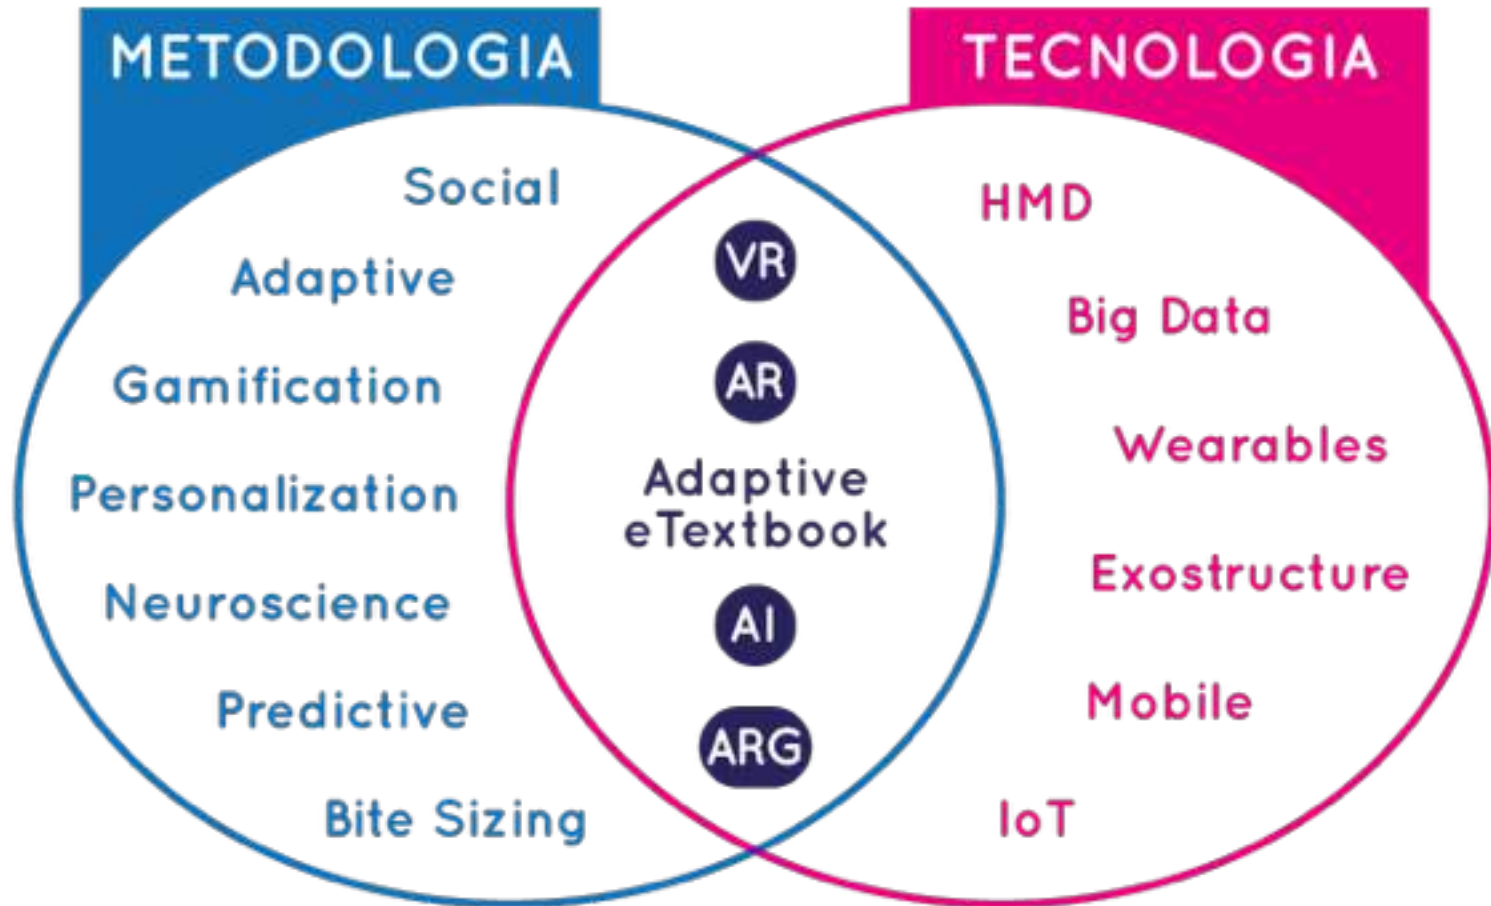 METODOLOGIA
TECNOLOGIA
Social
Adaptive
Gamification
Personalization
Neuroscience
Predictive
Bite Sizing
VR
AR
Adaptive
eTextbook
AI
ARG
HMD
Big Data
Wearables
Exostructure
Mobile
IoT